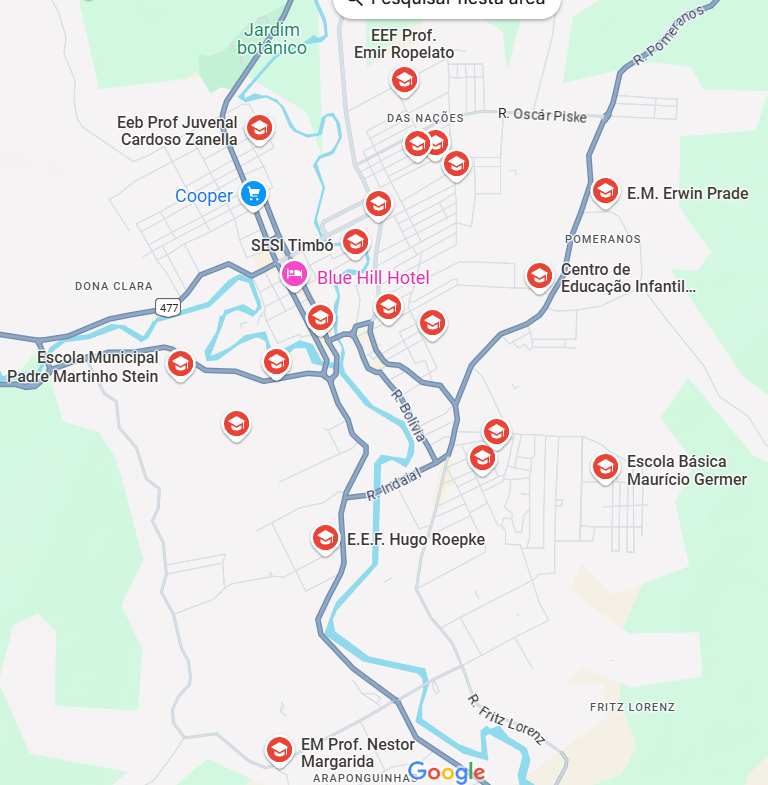 Pesquisar nesta área
Jardim
botânico
EEF Prof.
Emir Ropelato
R. Pomeranos
DAS NAÇÕES
R. Oscár Piske
Eeb Prof Juvenal
Cardoso Zanella
Cooper
E.M. Erwin Prade
SESI Timbó
POMERANOS
Blue Hill Hotel
Centro de
Educação Infantil...
DONA CLARA
477
Escola Municipal
Padre Martinho Stein
R. Bolívia
Escola Básica
Maurício Germer
R. Indaial
E.E.F. Hugo Roepke
R. Fritz Lorenz
FRITZ LORENZ
EM Prof. Nestor
Margarida
ARAPONGUINHAS
Google